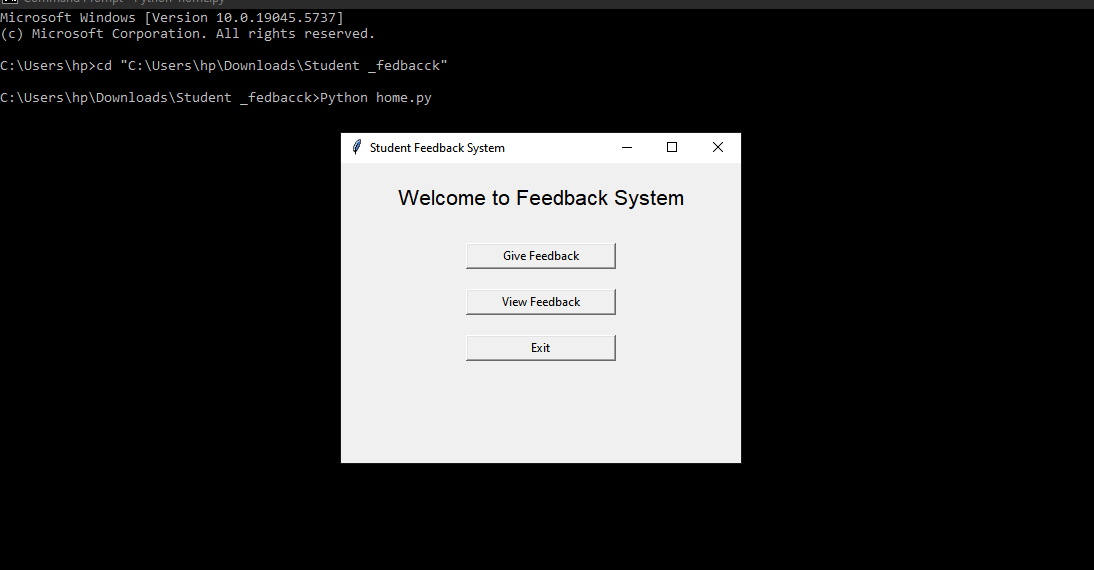 Command Prompt - Python home.py
Microsoft Windows [Version 10.0.19045.5737]
(c) Microsoft Corporation. All rights reserved.
C:\Users\hp>cd "C:\Users\hp\Downloads\Student _fedbacck"
C:\Users\hp\Downloads\Student _fedbacck>Python home.py
Student Feedback System
Welcome to Feedback System
Give Feedback
View Feedback
Exit